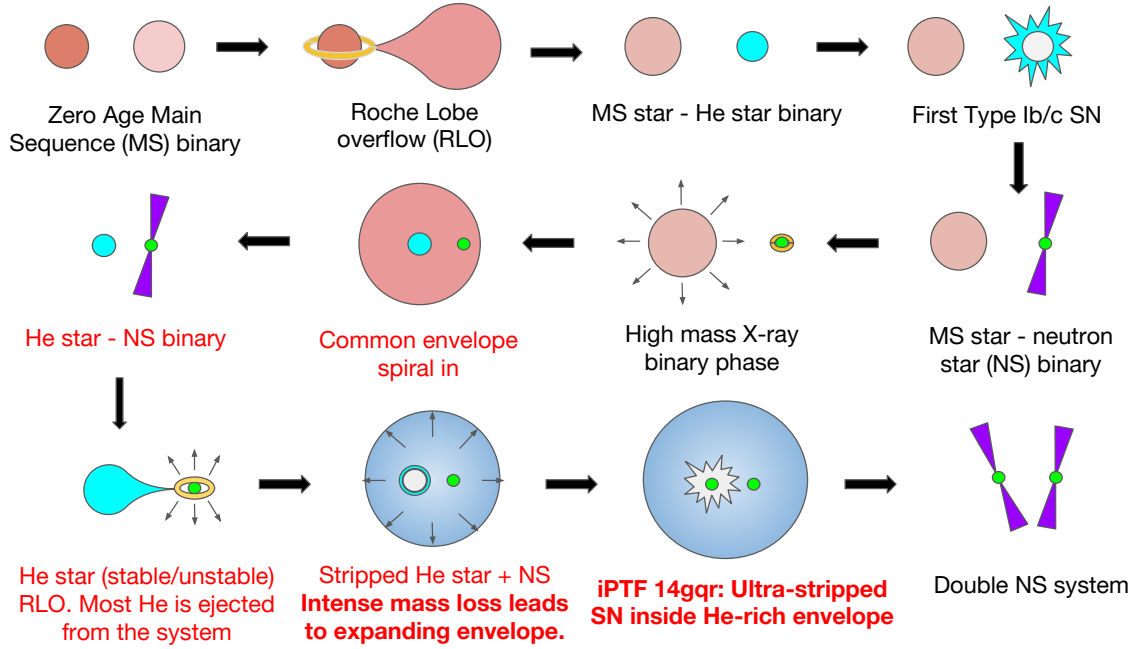 Zero Age Main
Sequence (MS) binary
Roche Lobe
overflow (RLO)
MS star - He star binary
First Type Ib/c SN
MS star - neutron
star (NS) binary
High mass X-ray
binary phase
Common envelope
spiral in
He star - NS binary
He star (stable/unstable)
RLO. Most He is ejected
from the system
Stripped He star + NS
Intense mass loss leads
to expanding envelope.
iPTF 14gqr: Ultra-stripped
SN inside He-rich envelope
Double NS system